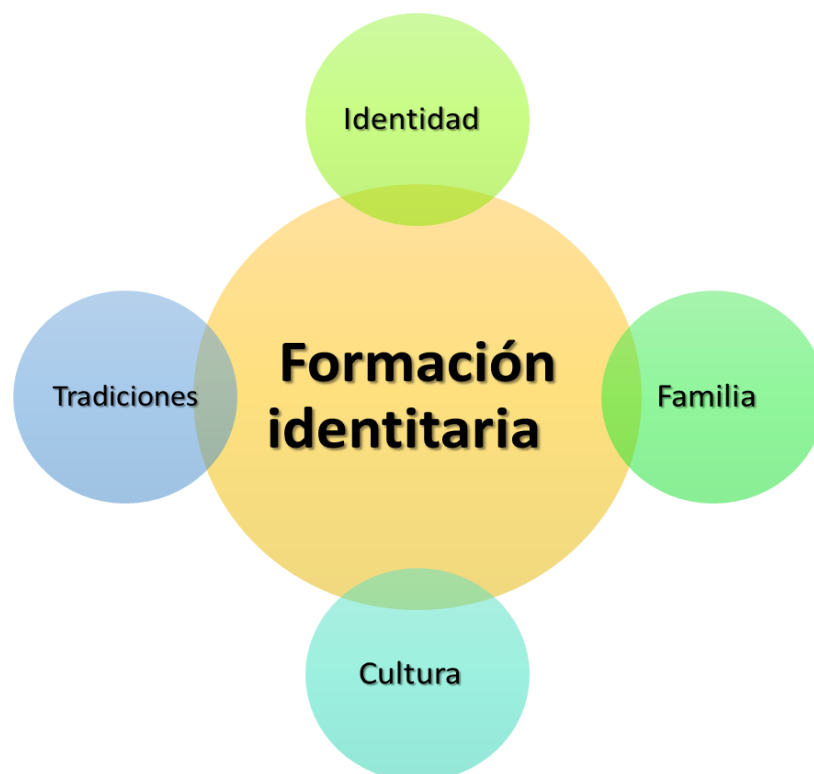 Identidad
Formación
identitaria
Tradiciones
Familia
Cultura